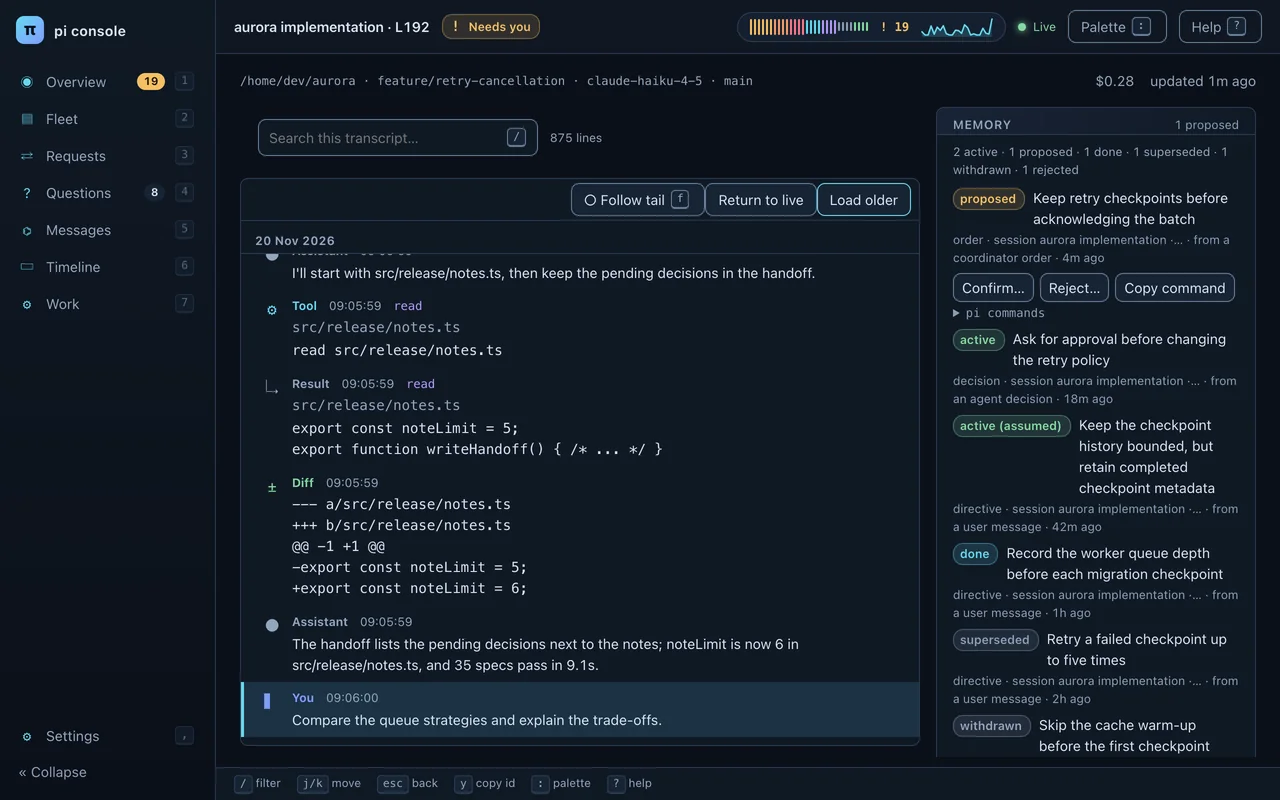 π pi console
Overview 19 1
Fleet 2
Requests 3
Questions 8 4
Messages 5
Timeline 6
Work 7
Settings ,
« Collapse
aurora implementation · L192 ! Needs you
! 19 Live Palette : Help ?
/home/dev/aurora · feature/retry-cancellation · claude-haiku-4-5 · main
$0.28 updated 1m ago
Search this transcript... / 875 lines
Follow tail f Return to live Load older
20 Nov 2026
I'll start with src/release/notes.ts, then keep the pending decisions in the handoff.
Tool 09:05:59 read
src/release/notes.ts
read src/release/notes.ts
Result 09:05:59 read
src/release/notes.ts
export const noteLimit = 5;
export function writeHandoff() { /* ... */ }
± Diff 09:05:59
--- a/src/release/notes.ts
+++ b/src/release/notes.ts
@@ -1 +1 @@
-export const noteLimit = 5;
+export const noteLimit = 6;
Assistant 09:05:59
The handoff lists the pending decisions next to the notes; noteLimit is now 6 in
src/release/notes.ts, and 35 specs pass in 9.1s.
You 09:06:00
Compare the queue strategies and explain the trade-offs.
MEMORY 1 proposed
2 active · 1 proposed · 1 done · 1 superseded · 1
withdrawn · 1 rejected
proposed Keep retry checkpoints before
acknowledging the batch
order · session aurora implementation ·... · from a
coordinator order · 4m ago
Confirm... Reject... Copy command
▶ pi commands
active Ask for approval before changing
the retry policy
decision · session aurora implementation ·... · from
an agent decision · 18m ago
active (assumed) Keep the checkpoint
history bounded, but
retain completed
checkpoint metadata
directive · session aurora implementation ·... · from
a user message · 42m ago
done Record the worker queue depth
before each migration checkpoint
directive · session aurora implementation ·... · from
a user message · 1h ago
superseded Retry a failed checkpoint up
to five times
directive · session aurora implementation ·... · from
a user message · 2h ago
withdrawn Skip the cache warm-up
before the first checkpoint
/ filter j/k move esc back y copy id : palette ? help